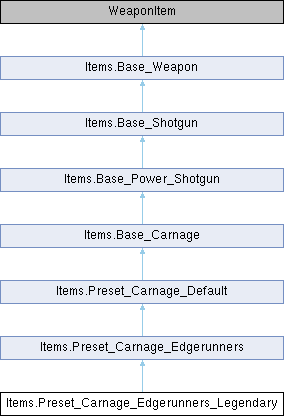 WeaponItem
Items.Base_Weapon
Items.Base_Shotgun
Items.Base_Power_Shotgun
Items.Base_Carnage
Items.Preset_Carnage_Default
Items.Preset_Carnage_Edgerunners
Items.Preset_Carnage_Edgerunners_Legendary